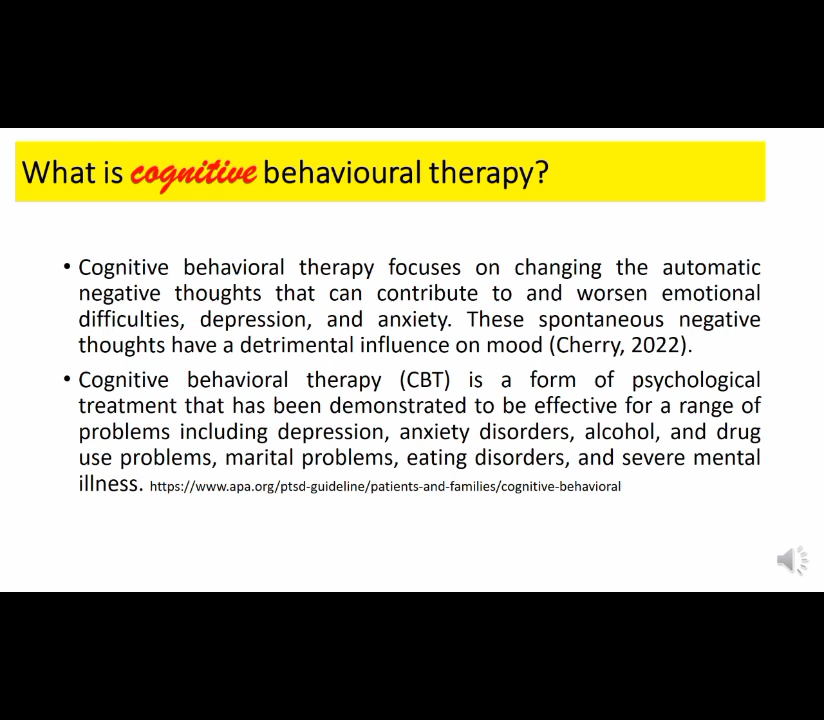 What is cognitive behavioural therapy?
• Cognitive behavioral therapy focuses on changing the automatic
negative thoughts that can contribute to and worsen emotional
difficulties, depression, and anxiety. These spontaneous negative
thoughts have a detrimental influence on mood (Cherry, 2022).
• Cognitive behavioral therapy (CBT) is a form of psychological
treatment that has been demonstrated to be effective for a range of
problems including depression, anxiety disorders, alcohol, and drug
use problems, marital problems, eating disorders, and severe mental
illness. https://www.apa.org/ptsd-guideline/patients-and-families/cognitive-behavioral